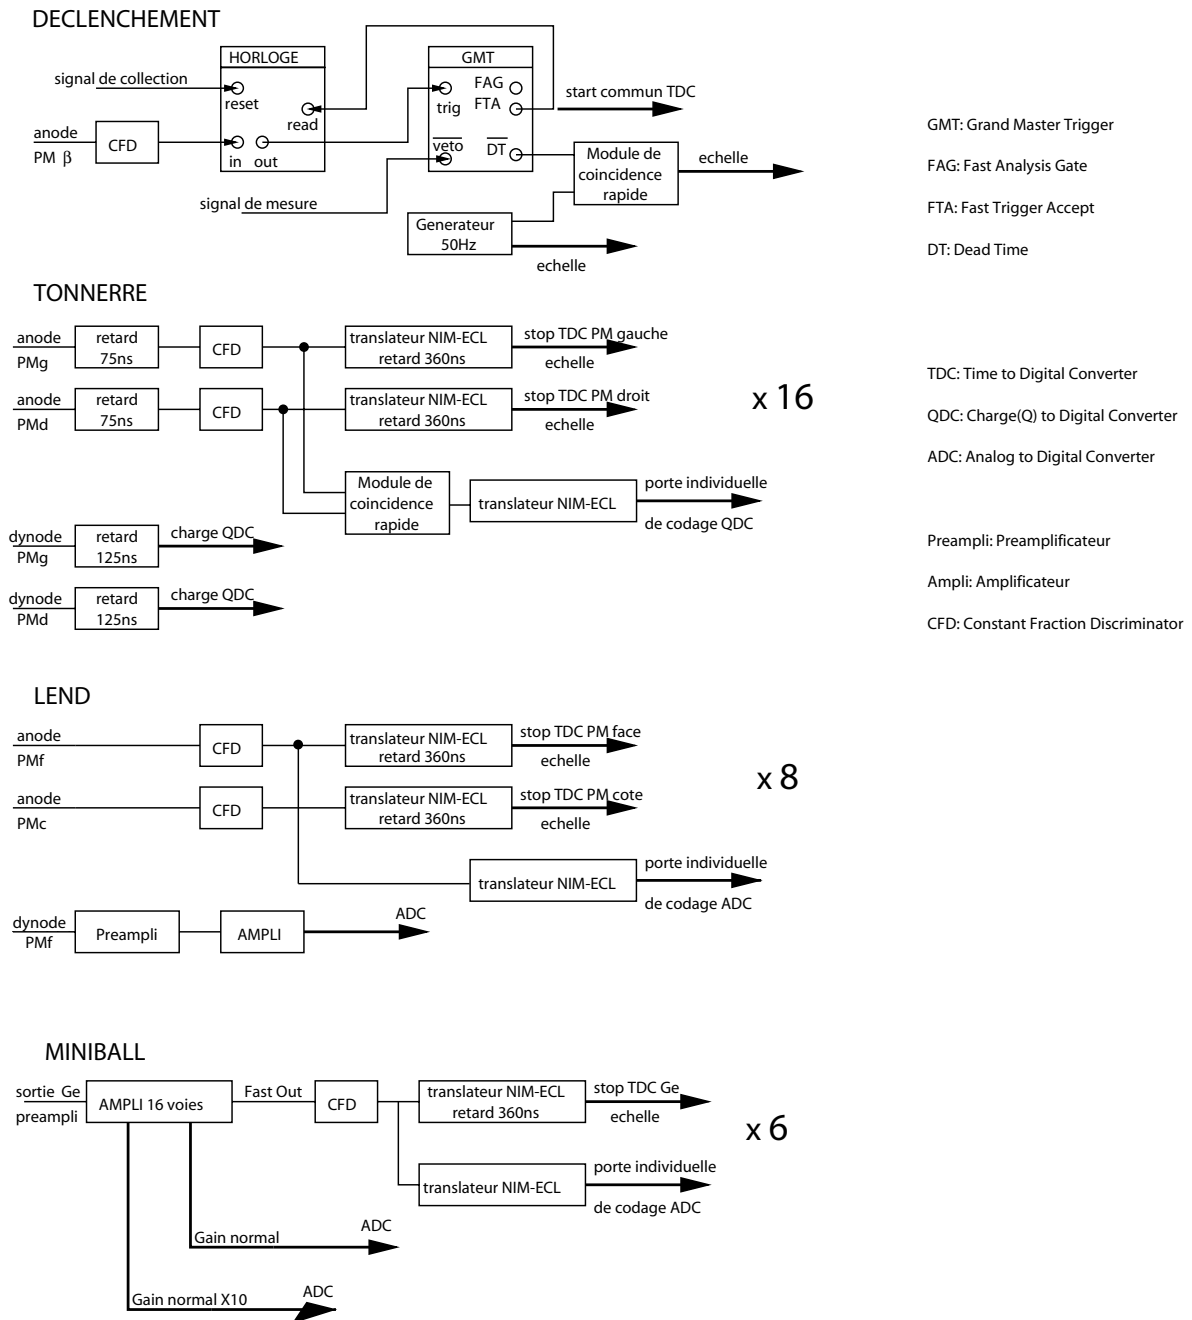 DECLENCHEMENT
HORLOGE
GMT
signal de collection
reset
read
trig
FAG
FTA
start commun TDC
anode
PM β
CFD
in out
veto
DT
Module de
coincidence
rapide
echelle
signal de mesure
Generateur
50Hz
echelle
GMT: Grand Master Trigger
FAG: Fast Analysis Gate
FTA: Fast Trigger Accept
DT: Dead Time
TONNERRE
anode
PMg
retard
75ns
CFD
translateur NIM-ECL
retard 360ns
stop TDC PM gauche
echelle
anode
PMd
retard
75ns
CFD
translateur NIM-ECL
retard 360ns
stop TDC PM droit
echelle
x 16
Module de
coincidence
rapide
translateur NIM-ECL
porte individuelle
de codage QDC
dynode
PMg
retard
125ns
charge QDC
dynode
PMd
retard
125ns
charge QDC
TDC: Time to Digital Converter
QDC: Charge(Q) to Digital Converter
ADC: Analog to Digital Converter
Preampli: Preamplificateur
Ampli: Amplificateur
CFD: Constant Fraction Discriminator
LEND
anode
PMf
CFD
translateur NIM-ECL
retard 360ns
stop TDC PM face
echelle
anode
PMc
CFD
translateur NIM-ECL
retard 360ns
stop TDC PM cote
echelle
x 8
translateur NIM-ECL
porte individuelle
de codage ADC
dynode
PMf
Preampli
AMPLI
ADC
MINIBALL
sortie Ge
preampli
AMPLI 16 voies
Fast Out
CFD
translateur NIM-ECL
retard 360ns
stop TDC Ge
echelle
x 6
translateur NIM-ECL
porte individuelle
de codage ADC
Gain normal
ADC
Gain normal X10
ADC